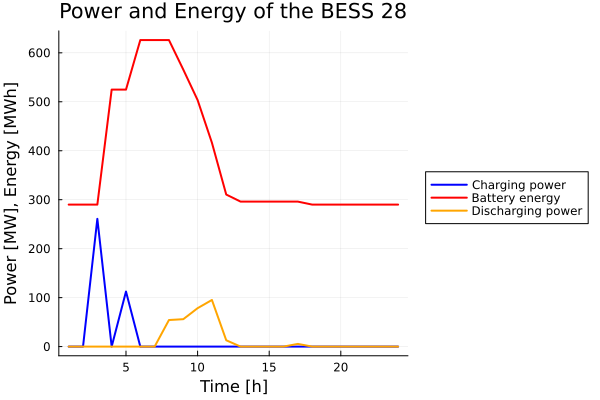 Power and Energy of the BESS 28
Power [MW], Energy [MWh]
600
500
400
300
200
100
0
5
10
15
20
Time [h]
Charging power
Battery energy
Discharging power